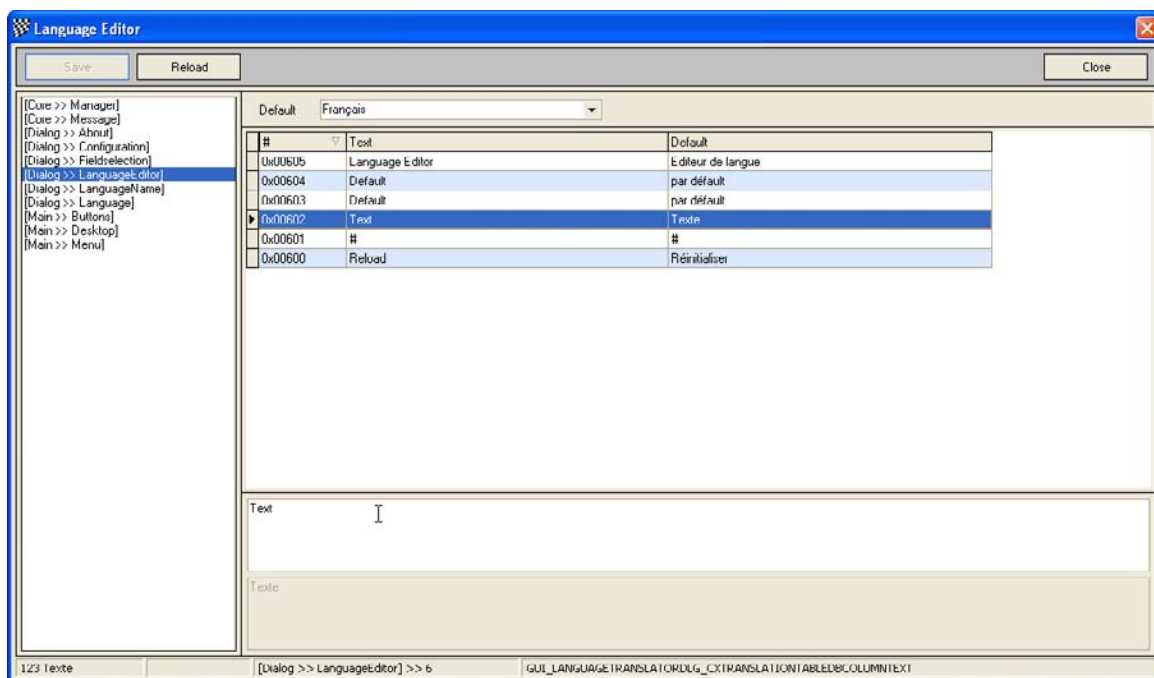 Language Editor
Save Reload Close
[Core >> Manager]
[Core >> Message]
[Dialog >> About]
[Dialog >> Configuration]
[Dialog >> Fieldselection]
[Dialog >> LanguageEditor]
[Dialog >> LanguageName]
[Dialog >> Language]
[Main >> Buttons]
[Main >> Desktop]
[Main >> Menu]
Default Français
# Text Default
0x00605 Language Editor Editeur de langue
0x00604 Default par défault
0x00603 Default par défault
0x00602 Text Texte
0x00601 # #
0x00600 Reload Réinitialiser
Text
Texte
123 Texte [Dialog >> LanguageEditor] >> 6 GUI_LANGUAGETRANSLATORDLG_CXTRANSLATIONTABLEDBCOLUMNTEXT